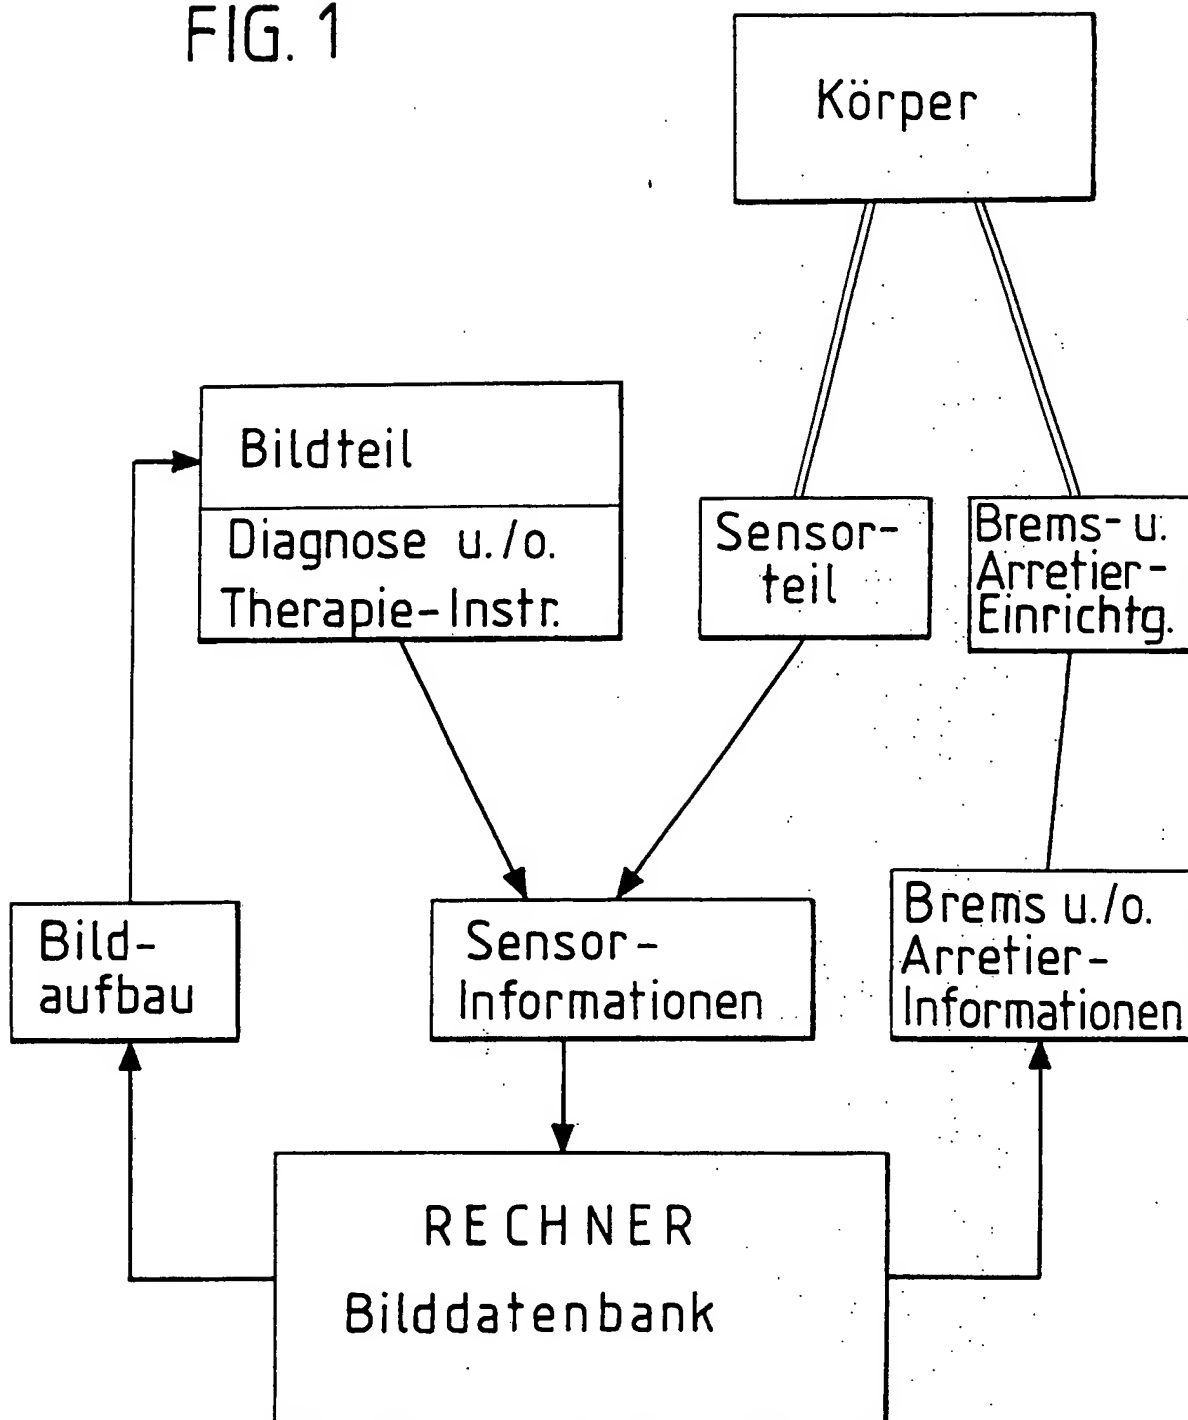 FIG. 1
Körper
Bildteil
Diagnose u./o.
Therapie-Instr.
Sensor-
teil
Brems- u.
Arretier-
Einrichtg.
Bild-
aufbau
Sensor-
Informationen
Brems u./o.
Arretier-
Informationen
RECHNER
Bilddatenbank